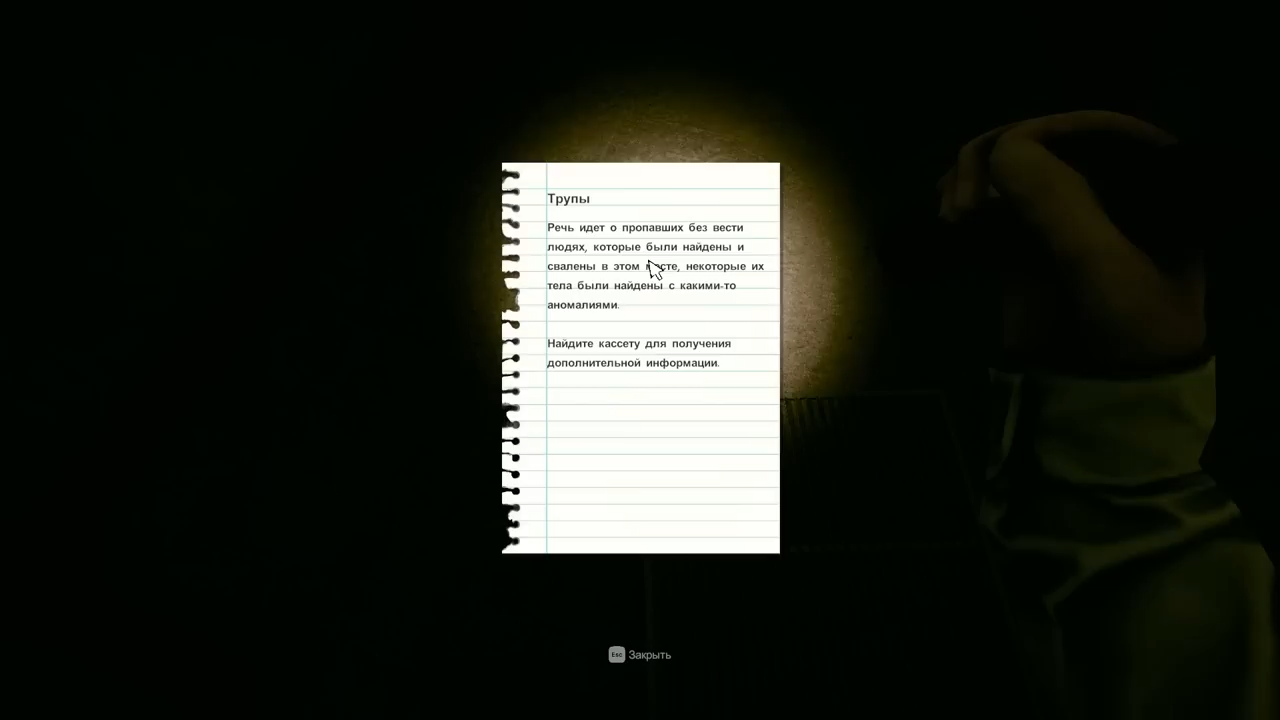 Трупы
Речь идет о пропавших без вести
людях, которые были найдены и
свалены в этом месте, некоторые их
тела были найдены с какими-то
аномалиями.
Найдите кассету для получения
дополнительной информации.
Esc Закрыть